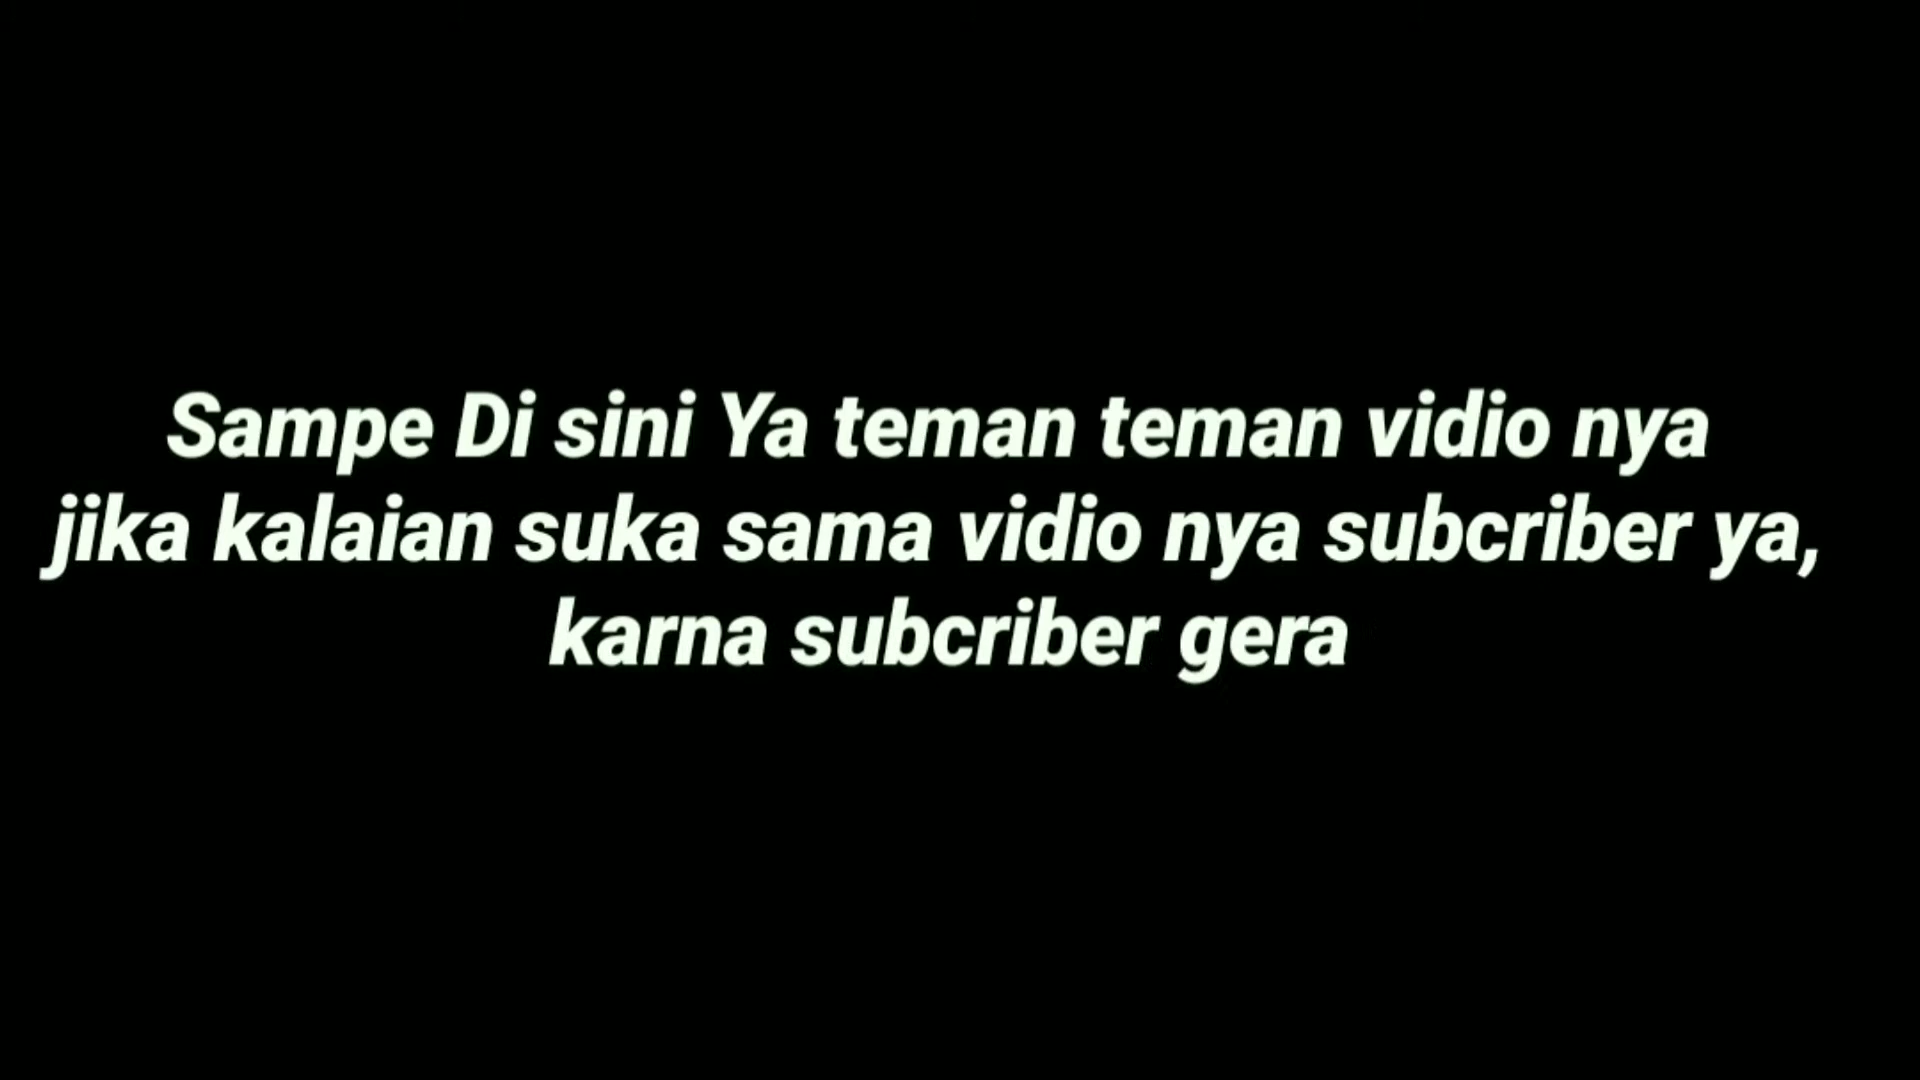 Sampe Di sini Ya teman teman vidio nya
jika kalaian suka sama vidio nya subcriber ya,
karna subcriber gera